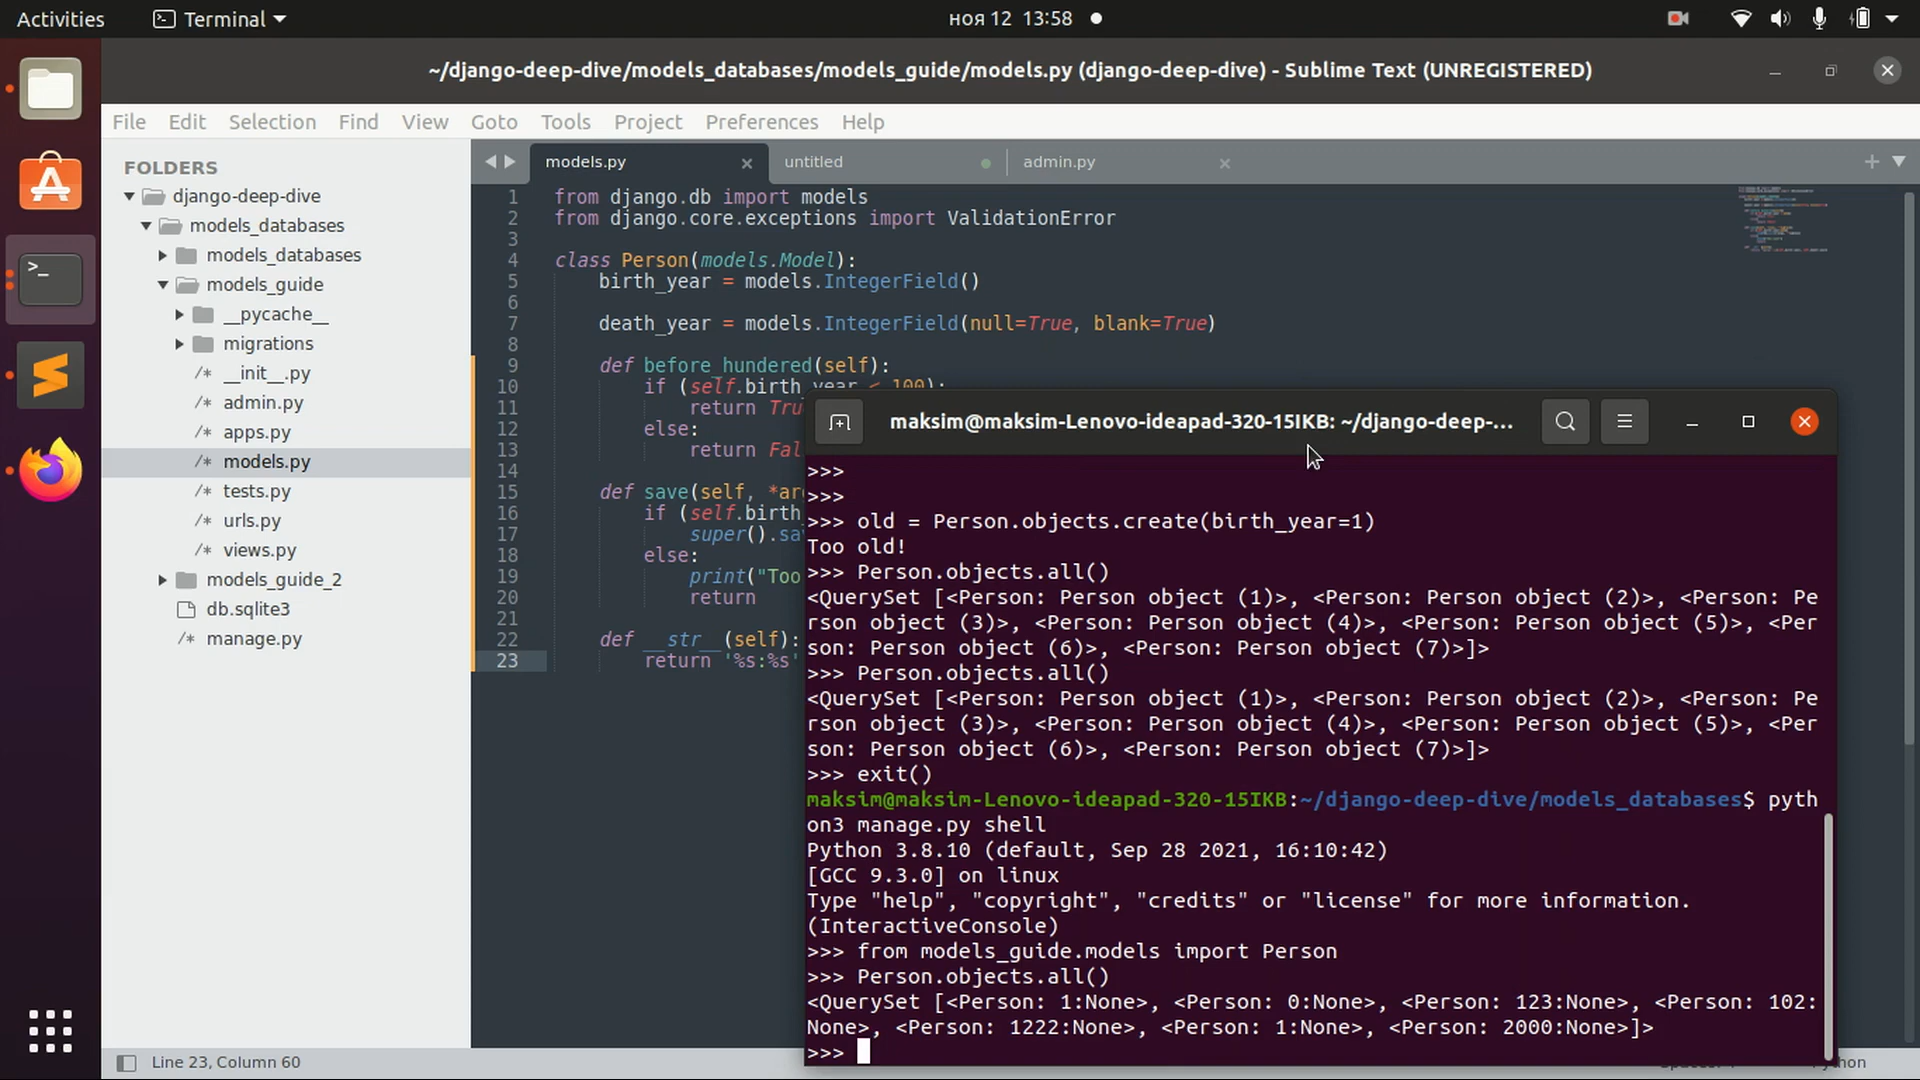 Activities
Terminal
ноя 12 13:58
~/django-deep-dive/models_databases/models_guide/models.py (django-deep-dive) - Sublime Text (UNREGISTERED)
File Edit Selection Find View Goto Tools Project Preferences Help
FOLDERS
django-deep-dive
models_databases
models_databases
models_guide
__pycache__
migrations
/* __init__.py
/* admin.py
/* apps.py
/* models.py
/* tests.py
/* urls.py
/* views.py
models_guide_2
db.sqlite3
/* manage.py
models.py
untitled
admin.py
1 from django.db import models
2 from django.core.exceptions import ValidationError
3
4 class Person(models.Model):
5 birth_year = models.IntegerField()
6
7 death_year = models.IntegerField(null=True, blank=True)
8
9 def before_hundered(self):
10 if (self.birth_year < 100):
11 return Tru
12 else:
13 return Fal
14
15 def save(self, *arg
16 if (self.birth_
17 super().sa
18 else:
19 print("Too
20 return
21
22 def __str__(self):
23 return '%s:%s'
maksim@maksim-Lenovo-ideapad-320-15IKB: ~/django-deep-...
>>>
>>>
>>> old = Person.objects.create(birth_year=1)
Too old!
>>> Person.objects.all()
<QuerySet [<Person: Person object (1)>, <Person: Person object (2)>, <Person: Pe
rson object (3)>, <Person: Person object (4)>, <Person: Person object (5)>, <Per
son: Person object (6)>, <Person: Person object (7)>]>
>>> Person.objects.all()
<QuerySet [<Person: Person object (1)>, <Person: Person object (2)>, <Person: Pe
rson object (3)>, <Person: Person object (4)>, <Person: Person object (5)>, <Per
son: Person object (6)>, <Person: Person object (7)>]>
>>> exit()
maksim@maksim-Lenovo-ideapad-320-15IKB:~/django-deep-dive/models_databases$ pyth
on3 manage.py shell
Python 3.8.10 (default, Sep 28 2021, 16:10:42)
[GCC 9.3.0] on linux
Type "help", "copyright", "credits" or "license" for more information.
(InteractiveConsole)
>>> from models_guide.models import Person
>>> Person.objects.all()
<QuerySet [<Person: 1:None>, <Person: 0:None>, <Person: 123:None>, <Person: 102:
None>, <Person: 1222:None>, <Person: 1:None>, <Person: 2000:None>]>
>>>
Line 23, Column 60